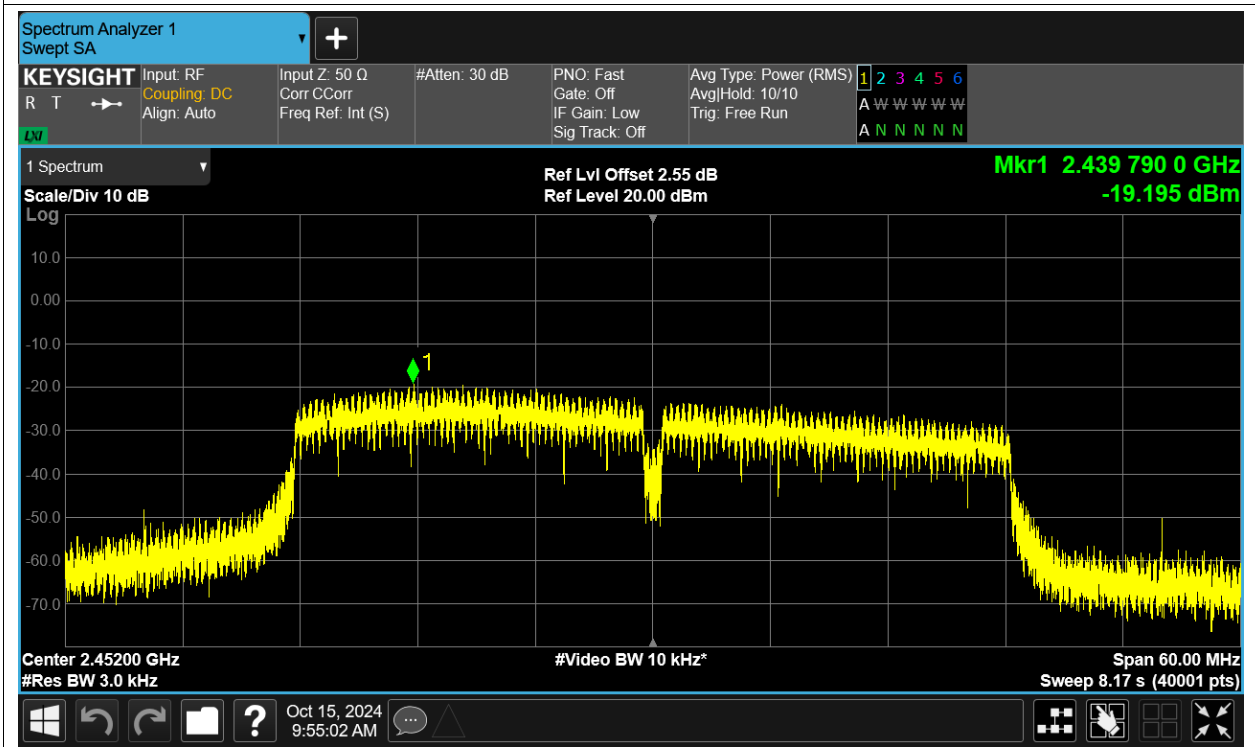 Spectrum Analyzer 1
Swept SA
KEYSIGHT
R T
LXI
Input: RF
Coupling: DC
Align: Auto
Input Z: 50 Ω
Corr CCorr
Freq Ref: Int (S)
#Atten: 30 dB
PNO: Fast
Gate: Off
IF Gain: Low
Sig Track: Off
Avg Type: Power (RMS)
Avg|Hold: 10/10
Trig: Free Run
1 2 3 4 5 6
A W W W W W
A N N N N N
1 Spectrum
Scale/Div 10 dB
Log
Ref Lvl Offset 2.55 dB
Ref Level 20.00 dBm
Mkr1 2.439 790 0 GHz
-19.195 dBm
10.0
0.00
-10.0
-20.0
-30.0
-40.0
-50.0
-60.0
-70.0
1
Center 2.45200 GHz
#Res BW 3.0 kHz
#Video BW 10 kHz*
Span 60.00 MHz
Sweep 8.17 s (40001 pts)
?
Oct 15, 2024
9:55:02 AM